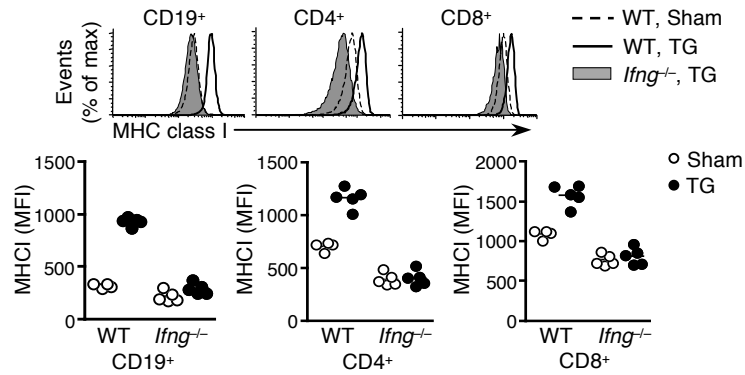 CD19+ CD4+ CD8+
Events
(% of max)
MHC class I
WT, Sham
WT, TG
Ifng–/–, TG
Sham
TG
MHCI (MFI)
1500
1000
500
0
WT Ifng–/–
CD19+
MHCI (MFI)
1500
1000
500
0
WT Ifng–/–
CD4+
MHCI (MFI)
2000
1500
1000
500
0
WT Ifng–/–
CD8+